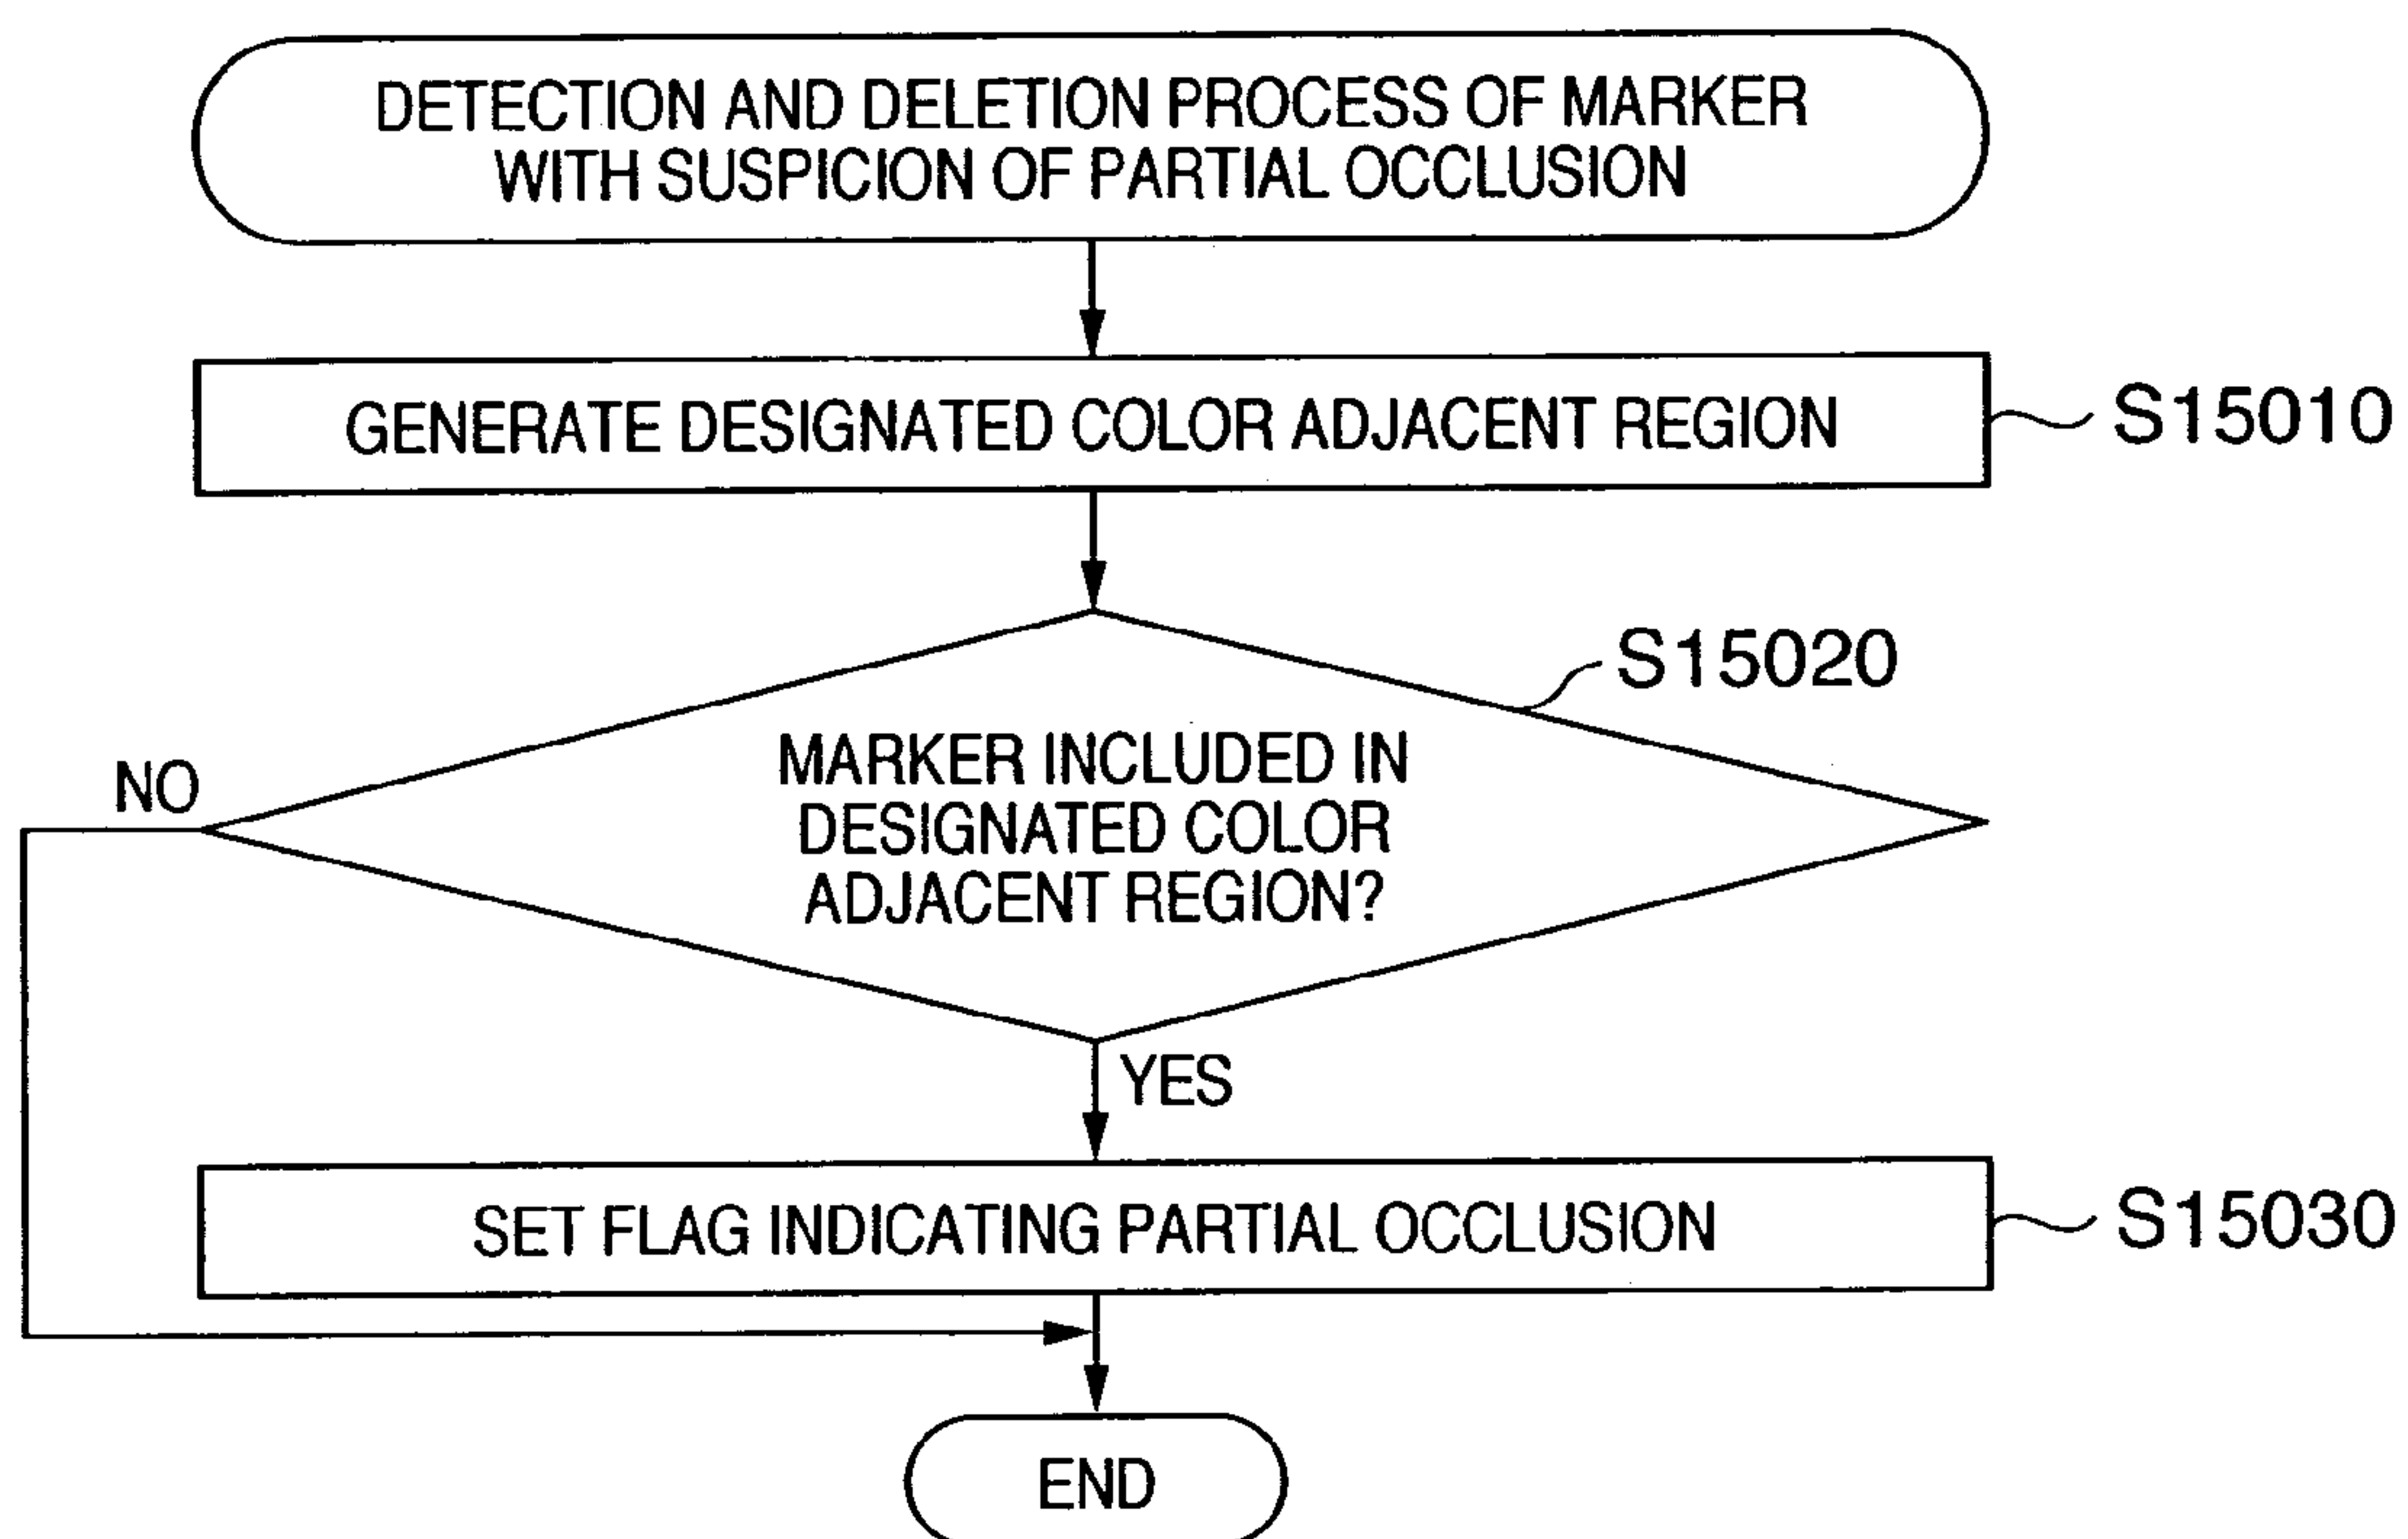 DETECTION AND DELETION PROCESS OF MARKER
WITH SUSPICION OF PARTIAL OCCLUSION
GENERATE DESIGNATED COLOR ADJACENT REGION
S15010
S15020
MARKER INCLUDED IN
DESIGNATED COLOR
ADJACENT REGION?
NO
YES
SET FLAG INDICATING PARTIAL OCCLUSION
S15030
END